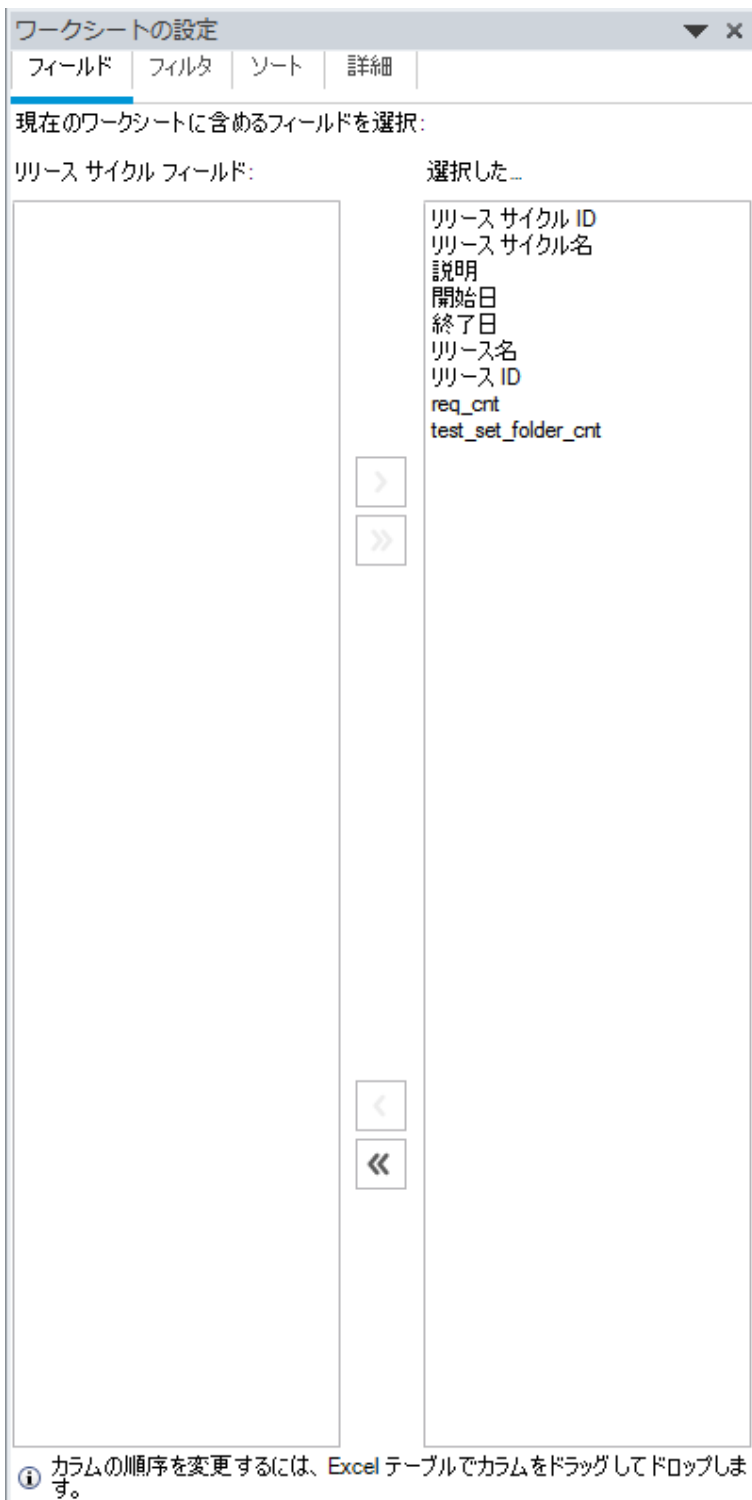 ワークシートの設定
フィールド フィルタ ソート 詳細
現在のワークシートに含めるフィールドを選択:
リリース サイクル フィールド: 選択した...
リリース サイクル ID
リリース サイクル名
説明
開始日
終了日
リリース名
リリース ID
req_cnt
test_set_folder_cnt
カラムの順序を変更するには、Excel テーブルでカラムをドラッグしてドロップしま
す。